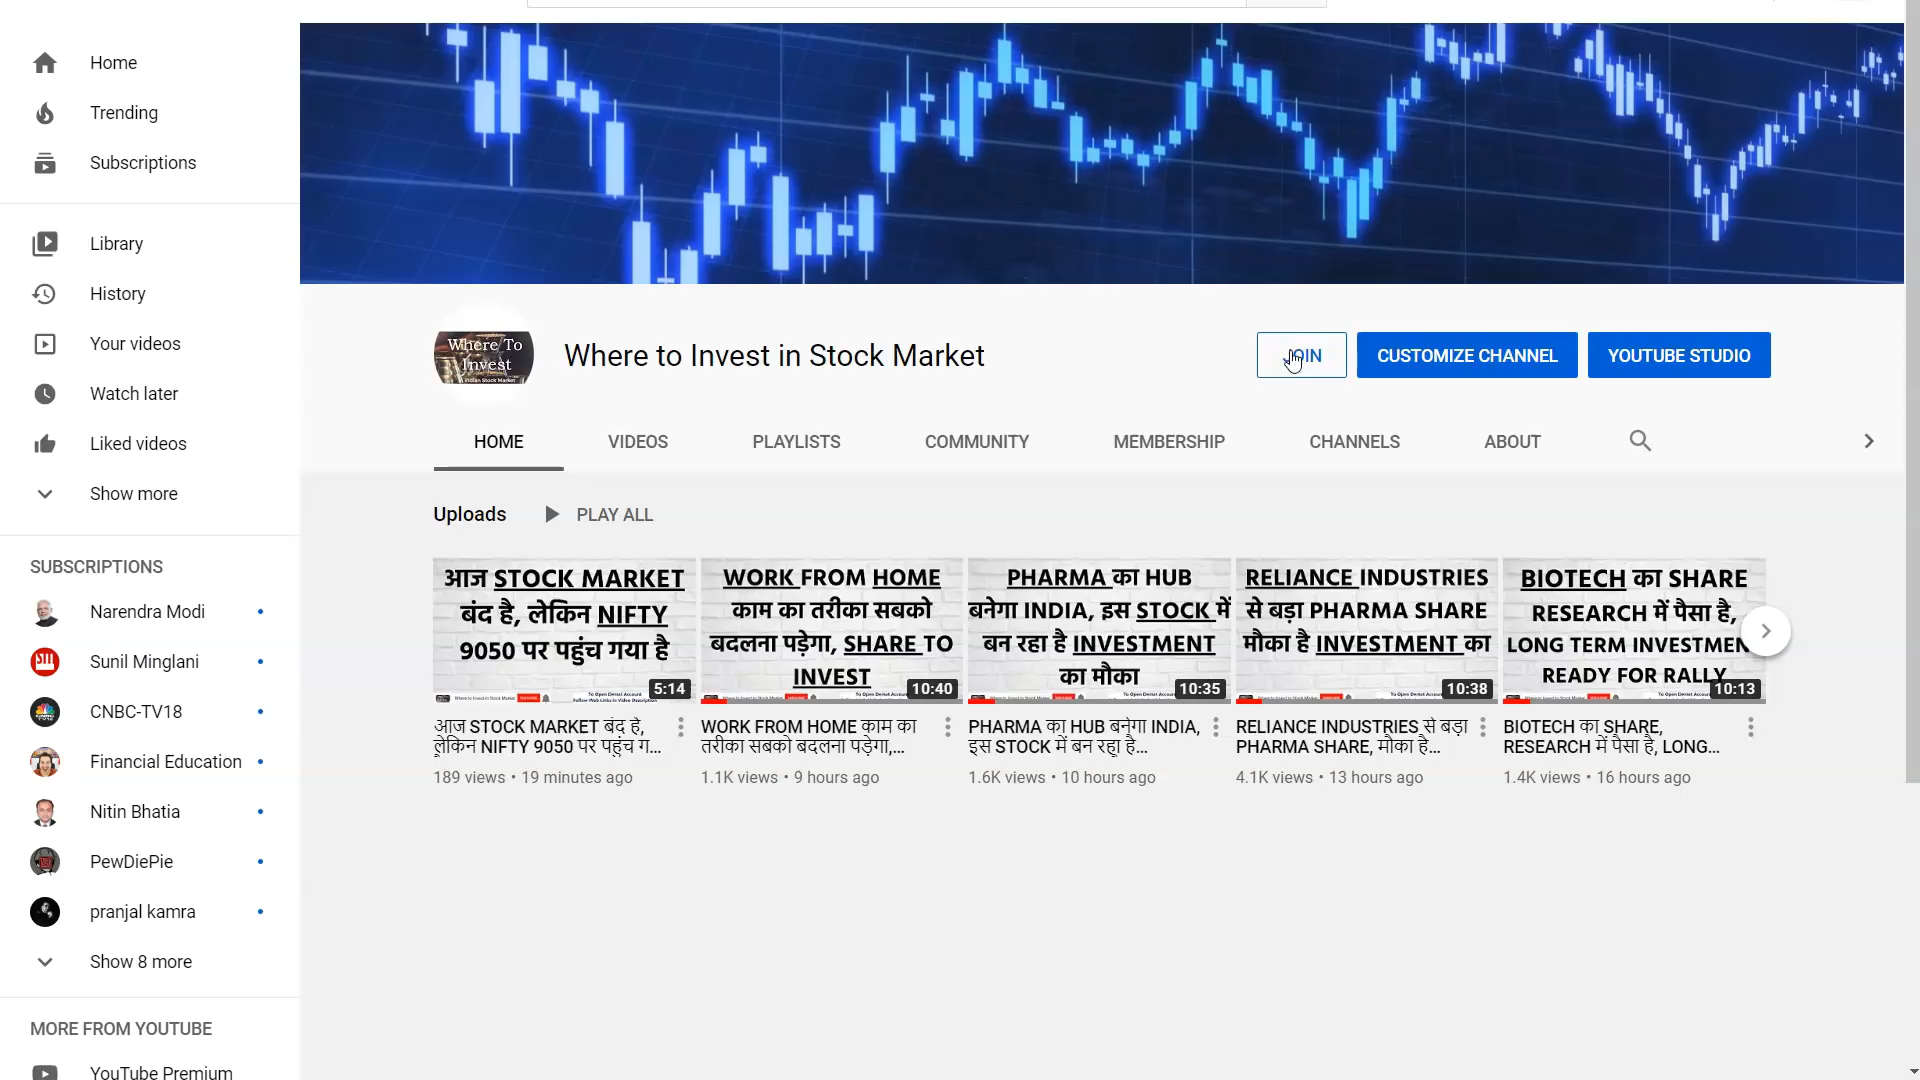 Home
Trending
Subscriptions
Library
History
Your videos
Watch later
Liked videos
Show more
SUBSCRIPTIONS
Narendra Modi
Sunil Minglani
CNBC-TV18
Financial Education
Nitin Bhatia
PewDiePie
pranjal kamra
Show 8 more
MORE FROM YOUTUBE
YouTube Premium
Where To
Invest
Where to Invest in Stock Market
JOIN
CUSTOMIZE CHANNEL
YOUTUBE STUDIO
HOME
VIDEOS
PLAYLISTS
COMMUNITY
MEMBERSHIP
CHANNELS
ABOUT
Uploads
PLAY ALL
आज STOCK MARKET
बंद है, लेकिन NIFTY
9050 पर पहुंच गया है
5:14
आज STOCK MARKET बंद है,
लेकिन NIFTY 9050 पर पहुंच ग...
189 views • 19 minutes ago
WORK FROM HOME
काम का तरीका सबको
बदलना पड़ेगा, SHARE TO
INVEST
10:40
WORK FROM HOME काम का
तरीका सबको बदलना पड़ेगा,...
1.1K views • 9 hours ago
PHARMA का HUB
बनेगा INDIA, इस STOCK में
बन रहा है INVESTMENT
का मौका
10:35
PHARMA का HUB बनेगा INDIA,
इस STOCK में बन रहा है...
1.6K views • 10 hours ago
RELIANCE INDUSTRIES
से बड़ा PHARMA SHARE
मौका है INVESTMENT का
10:38
RELIANCE INDUSTRIES से बड़ा
PHARMA SHARE, मौका है...
4.1K views • 13 hours ago
BIOTECH का SHARE
RESEARCH में पैसा है,
LONG TERM INVESTMEN
READY FOR RALLY
10:13
BIOTECH का SHARE,
RESEARCH में पैसा है, LONG...
1.4K views • 16 hours ago